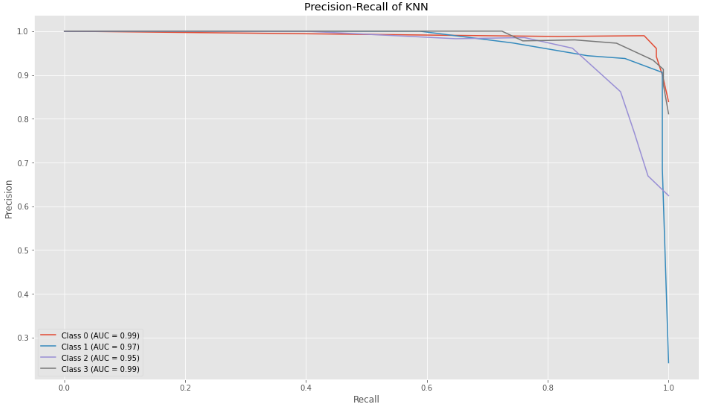 Precision-Recall of KNN
Precision
1.0
0.9
0.8
0.7
0.6
0.5
0.4
0.3
Class 0 (AUC = 0.99)
Class 1 (AUC = 0.97)
Class 2 (AUC = 0.95)
Class 3 (AUC = 0.99)
0.0 0.2 0.4 0.6 0.8 1.0
Recall